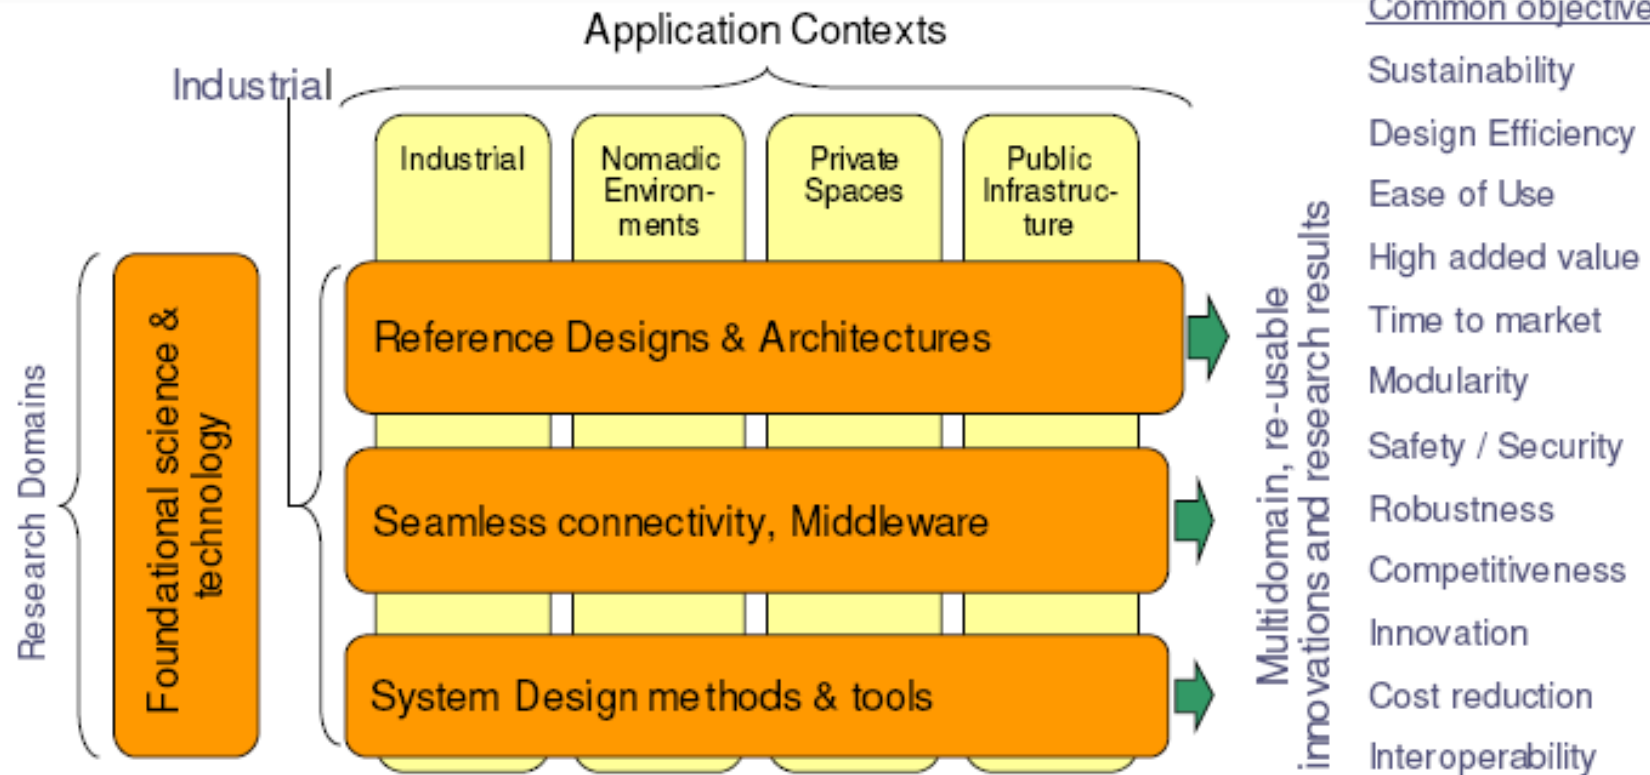 Application Contexts
Industrial
Industrial
Nomadic
Environ-
ments
Private
Spaces
Public
Infrastruc-
ture
Research Domains
Foundational science &
technology
Reference Designs & Architectures
Seamless connectivity, Middleware
System Design methods & tools
Multidomain, re-usable
innovations and research results
Common objective
Sustainability
Design Efficiency
Ease of Use
High added value
Time to market
Modularity
Safety / Security
Robustness
Competitiveness
Innovation
Cost reduction
Interoperability